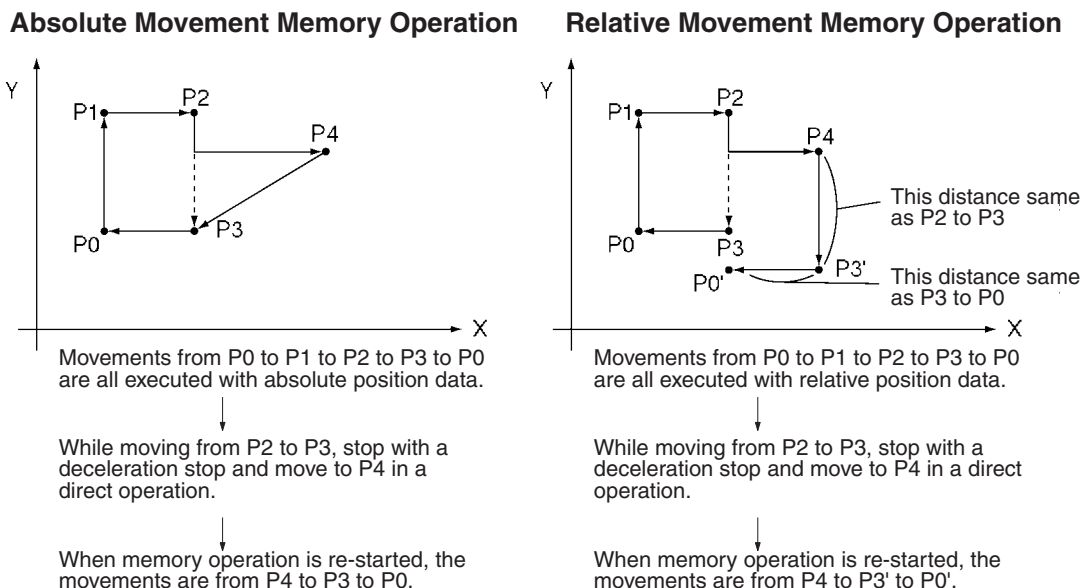 Absolute Movement Memory Operation
Y
P1
P2
P4
P0
P3
X
Movements from P0 to P1 to P2 to P3 to P0
are all executed with absolute position data.
While moving from P2 to P3, stop with a
deceleration stop and move to P4 in a
direct operation.
When memory operation is re-started, the
movements are from P4 to P3 to P0.
Relative Movement Memory Operation
Y
P1
P2
P4
This distance same
as P2 to P3
P0
P3
P0'
P3'
This distance same
as P3 to P0
X
Movements from P0 to P1 to P2 to P3 to P0
are all executed with relative position data.
While moving from P2 to P3, stop with a
deceleration stop and move to P4 in a direct
operation.
When memory operation is re-started, the
movements are from P4 to P3' to P0'.